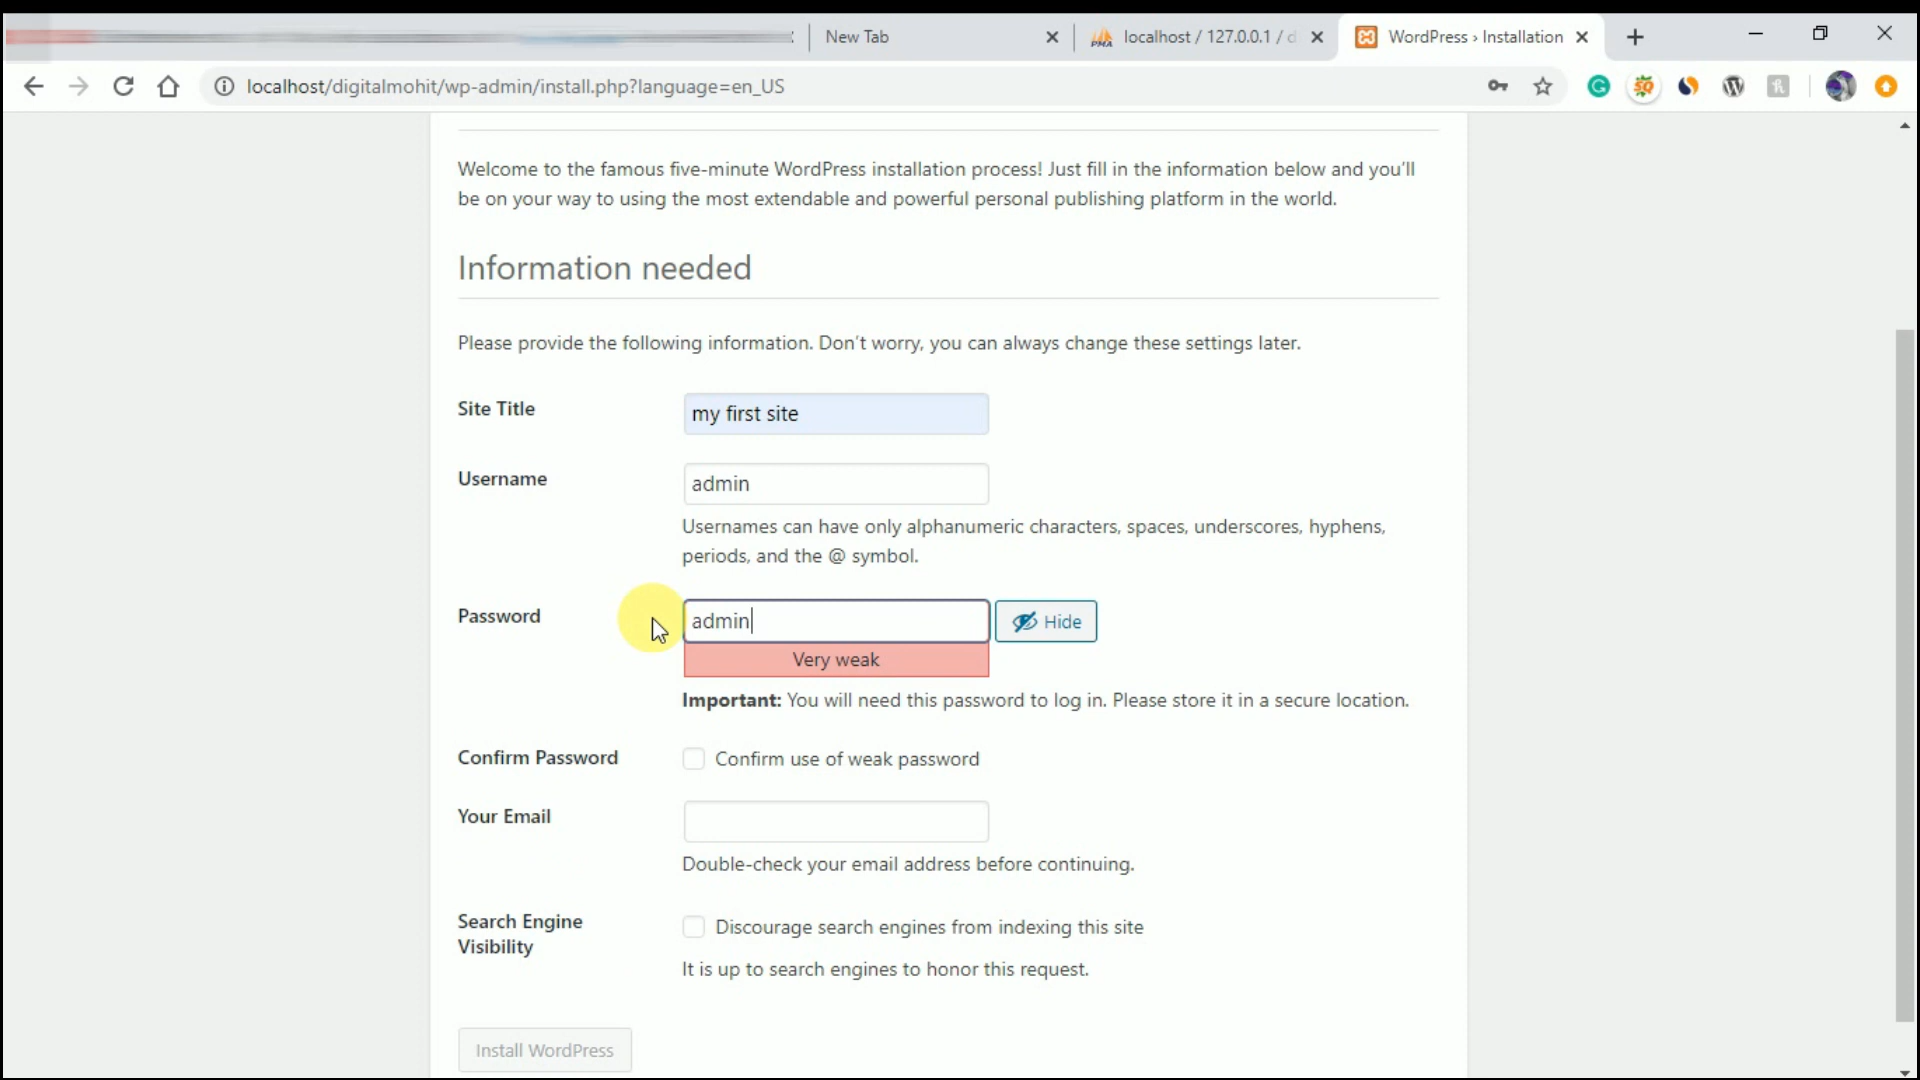 New Tab
localhost / 127.0.0.1 / d
WordPress › Installation
localhost/digitalmohit/wp-admin/install.php?language=en_US
Welcome to the famous five-minute WordPress installation process! Just fill in the information below and you’ll
be on your way to using the most extendable and powerful personal publishing platform in the world.
Information needed
Please provide the following information. Don’t worry, you can always change these settings later.
Site Title
my first site
Username
admin
Usernames can have only alphanumeric characters, spaces, underscores, hyphens,
periods, and the @ symbol.
Password
admin
Hide
Very weak
Important: You will need this password to log in. Please store it in a secure location.
Confirm Password
Confirm use of weak password
Your Email
Double-check your email address before continuing.
Search Engine
Visibility
Discourage search engines from indexing this site
It is up to search engines to honor this request.
Install WordPress